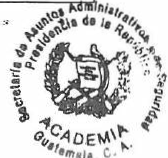 Secretaría de Asuntos Administrativos
Seguridad
Presidencia de la República
ACADEMIA
Guatemala C. A.